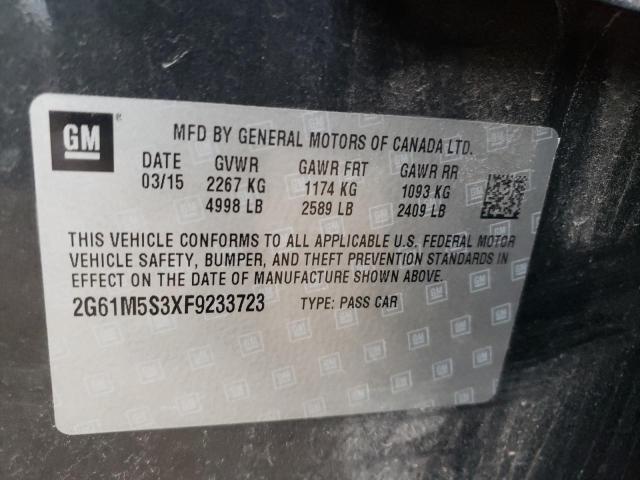 GM® MFD BY GENERAL MOTORS OF CANADA LTD.
DATE GVWR GAWR FRT GAWR RR
03/15 2267 KG 1174 KG 1093 KG
4998 LB 2589 LB 2409 LB
THIS VEHICLE CONFORMS TO ALL APPLICABLE U.S. FEDERAL MOTOR
VEHICLE SAFETY, BUMPER, AND THEFT PREVENTION STANDARDS IN
EFFECT ON THE DATE OF MANUFACTURE SHOWN ABOVE.
2G61M5S3XF9233723 TYPE: PASS CAR